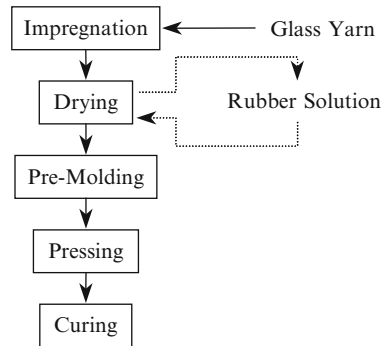 Impregnation
Glass Yarn
Drying
Rubber Solution
Pre-Molding
Pressing
Curing